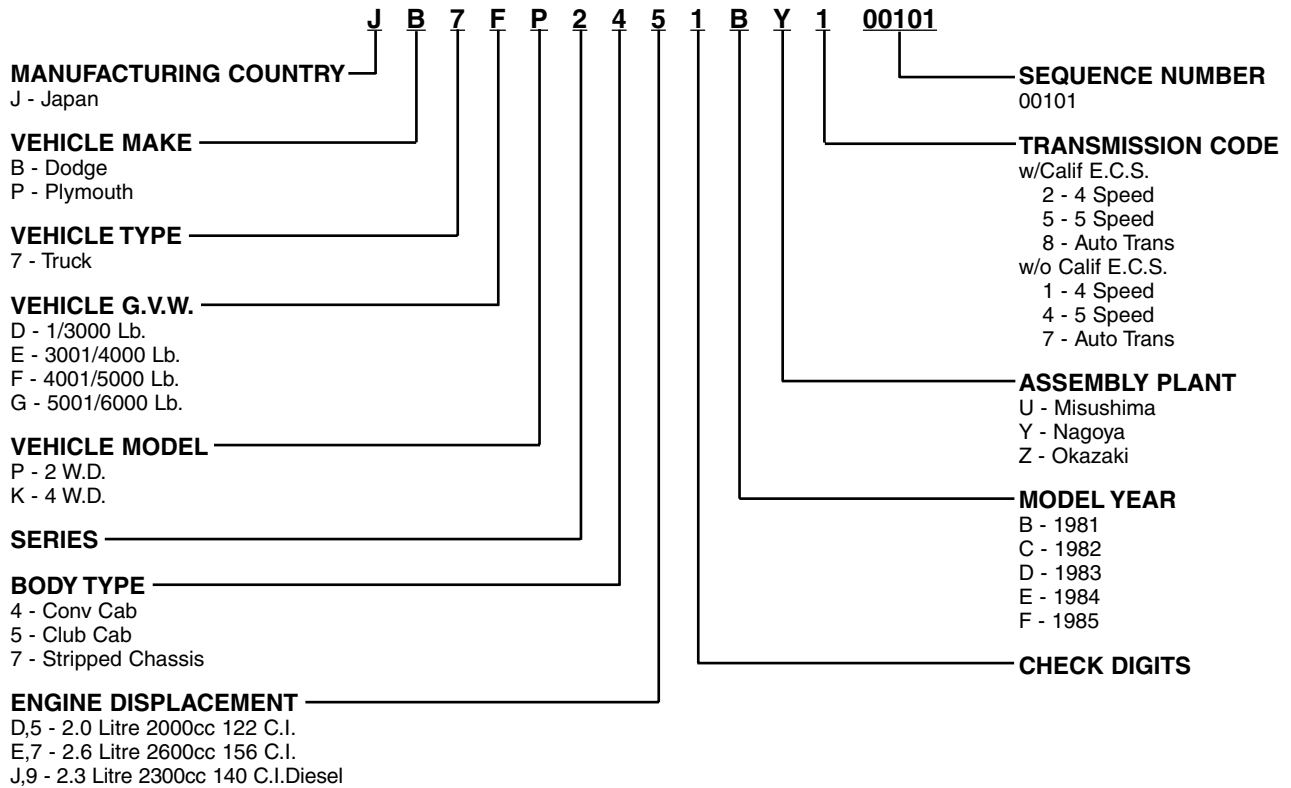 J B 7 F P 2 4 5 1 B Y 1 00101
MANUFACTURING COUNTRY
J - Japan
VEHICLE MAKE
B - Dodge
P - Plymouth
VEHICLE TYPE
7 - Truck
VEHICLE G.V.W.
D - 1/3000 Lb.
E - 3001/4000 Lb.
F - 4001/5000 Lb.
G - 5001/6000 Lb.
VEHICLE MODEL
P - 2 W.D.
K - 4 W.D.
SERIES
BODY TYPE
4 - Conv Cab
5 - Club Cab
7 - Stripped Chassis
ENGINE DISPLACEMENT
D,5 - 2.0 Litre 2000cc 122 C.I.
E,7 - 2.6 Litre 2600cc 156 C.I.
J,9 - 2.3 Litre 2300cc 140 C.I.Diesel
SEQUENCE NUMBER
00101
TRANSMISSION CODE
w/Calif E.C.S.
2 - 4 Speed
5 - 5 Speed
8 - Auto Trans
w/o Calif E.C.S.
1 - 4 Speed
4 - 5 Speed
7 - Auto Trans
ASSEMBLY PLANT
U - Misushima
Y - Nagoya
Z - Okazaki
MODEL YEAR
B - 1981
C - 1982
D - 1983
E - 1984
F - 1985
CHECK DIGITS